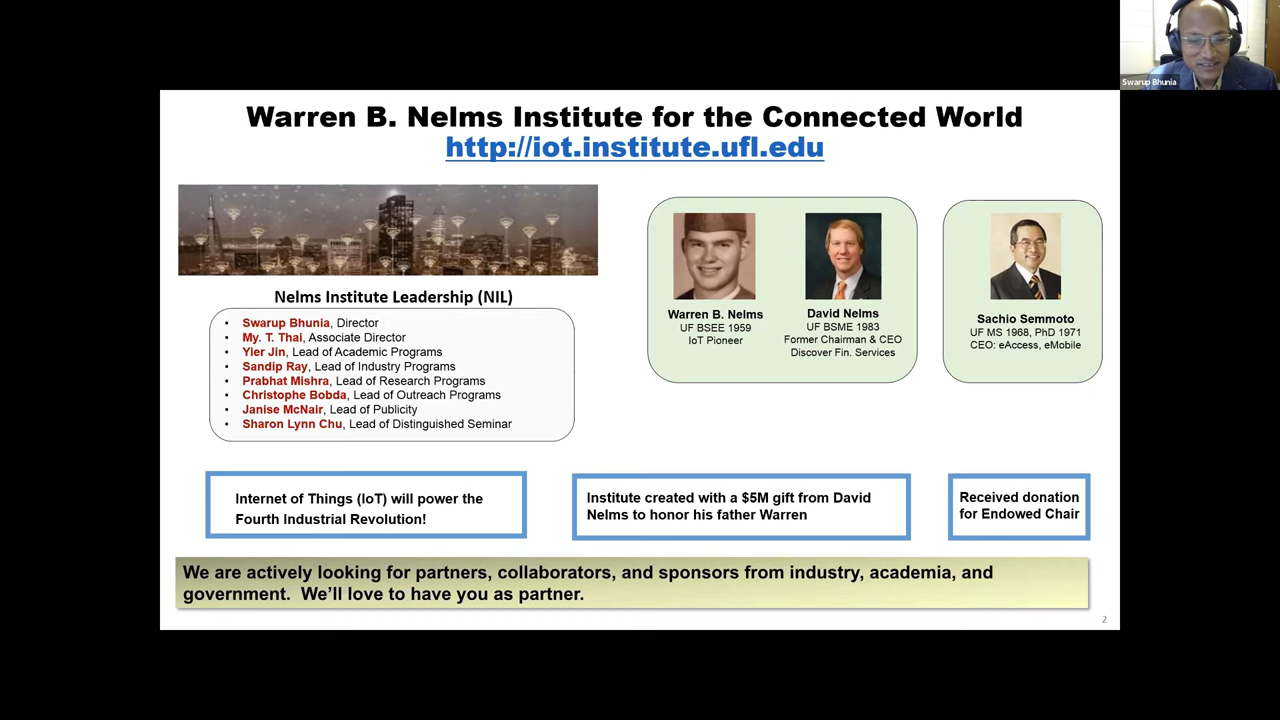 Swarup Bhunia
Warren B. Nelms Institute for the Connected World
http://iot.institute.ufl.edu
Nelms Institute Leadership (NIL)
• Swarup Bhunia, Director
• My. T. Thai, Associate Director
• Yier Jin, Lead of Academic Programs
• Sandip Ray, Lead of Industry Programs
• Prabhat Mishra, Lead of Research Programs
• Christophe Bobda, Lead of Outreach Programs
• Janise McNair, Lead of Publicity
• Sharon Lynn Chu, Lead of Distinguished Seminar
Warren B. Nelms
UF BSEE 1959
IoT Pioneer
David Nelms
UF BSME 1983
Former Chairman & CEO
Discover Fin. Services
Sachio Semmoto
UF MS 1968, PhD 1971
CEO: eAccess, eMobile
Internet of Things (IoT) will power the
Fourth Industrial Revolution!
Institute created with a $5M gift from David
Nelms to honor his father Warren
Received donation
for Endowed Chair
We are actively looking for partners, collaborators, and sponsors from industry, academia, and
government. We’ll love to have you as partner.
2